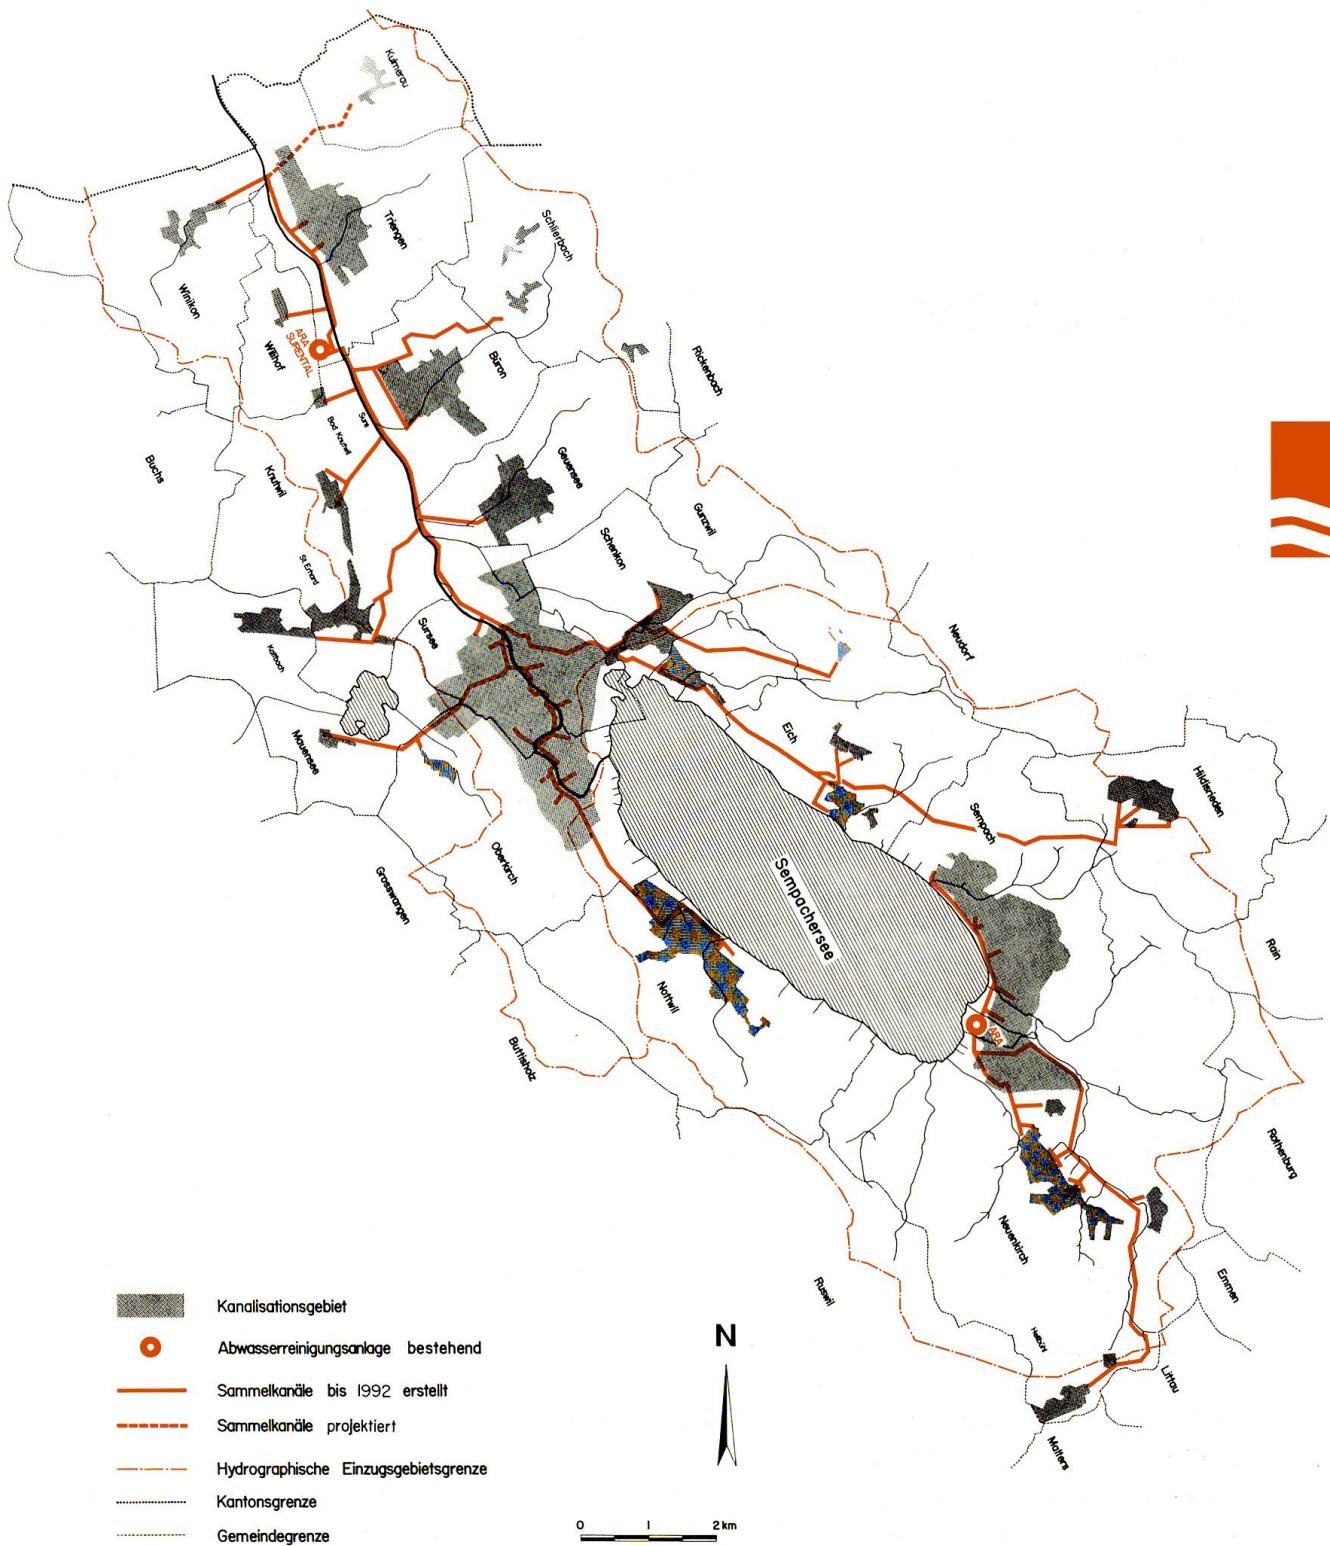 Kulmerau
Triengen
Schlierbach
Winikon
ARA
SURENTAL
Wilihof
Büron
Rickenbach
Bad Knutwil
Sure
Buchs
Knutwil
Geuensee
Gunzwil
Schenkon
St. Erhard
Sursee
Kaltbach
Neudorf
Mauensee
Eich
Hildisrieden
Sempach
Oberkirch
Grosswangen
Sempachersee
Rain
Nottwil
ARA
Buttisholz
Rothenburg
Neuenkirch
Ruswil
Emmen
Hellbühl
Littau
Malters
Kanalisationsgebiet
Abwasserreinigungsanlage bestehend
Sammelkanäle bis 1992 erstellt
Sammelkanäle projektiert
Hydrographische Einzugsgebietsgrenze
Kantonsgrenze
Gemeindegrenze
N
0 1 2 km